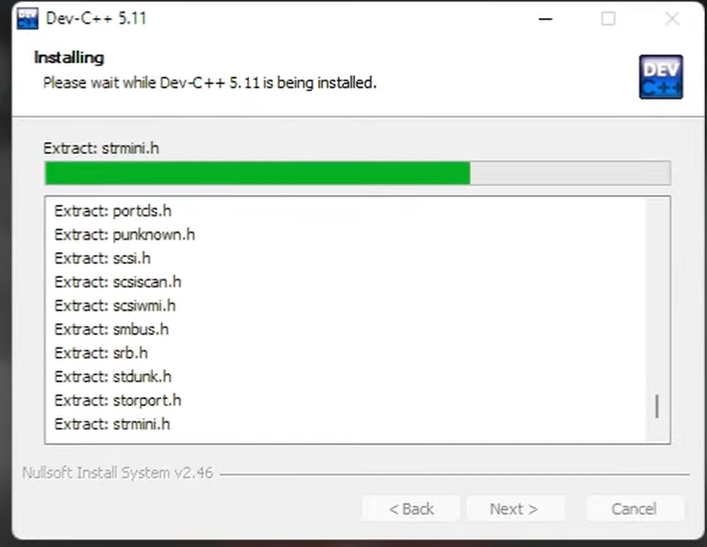 DEV
C++
Dev-C++ 5.11
Installing
Please wait while Dev-C++ 5.11 is being installed.
DEV
C++
Extract: strmini.h
Extract: portcls.h
Extract: punknown.h
Extract: scsi.h
Extract: scsiscan.h
Extract: scsiwmi.h
Extract: smbus.h
Extract: srb.h
Extract: stdunk.h
Extract: storport.h
Extract: strmini.h
Nullsoft Install System v2.46
< Back
Next >
Cancel